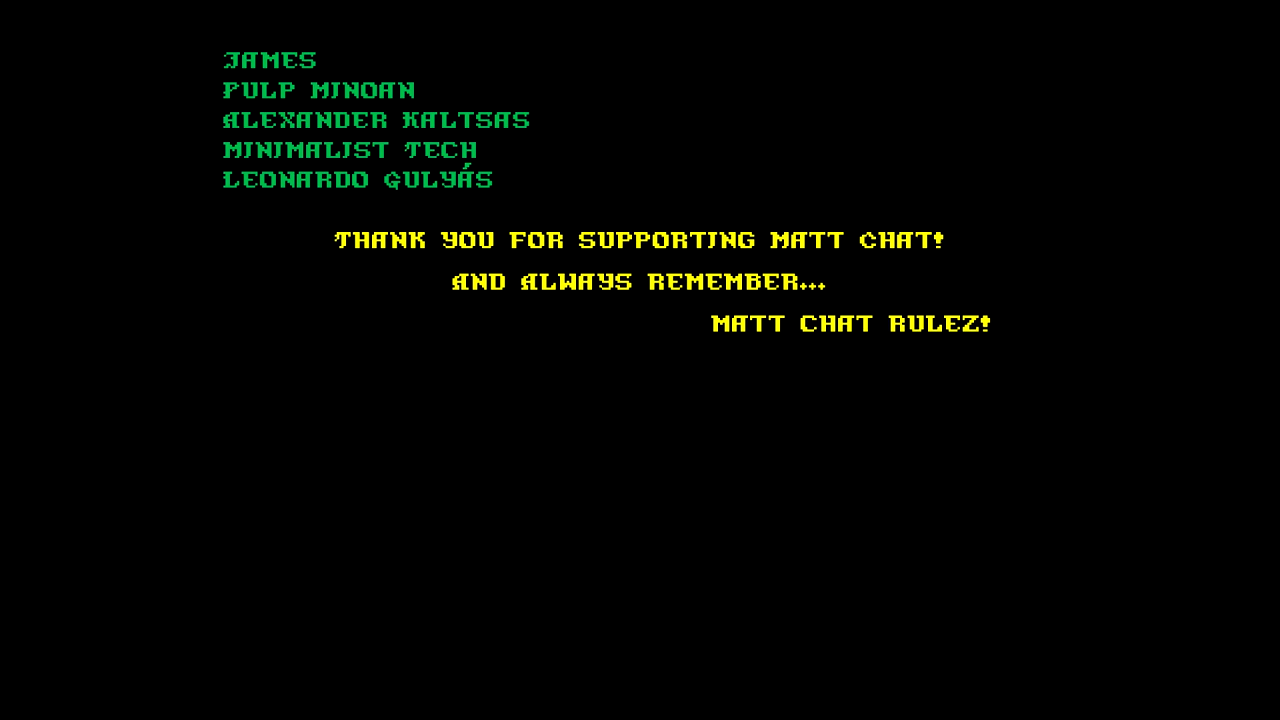 JAMES
PULP MINOAN
ALEXANDER KALTSAS
MINIMALIST TECH
LEONARDO GULYÁS
THANK YOU FOR SUPPORTING MATT CHAT!
AND ALWAYS REMEMBER...
MATT CHAT RULEZ!